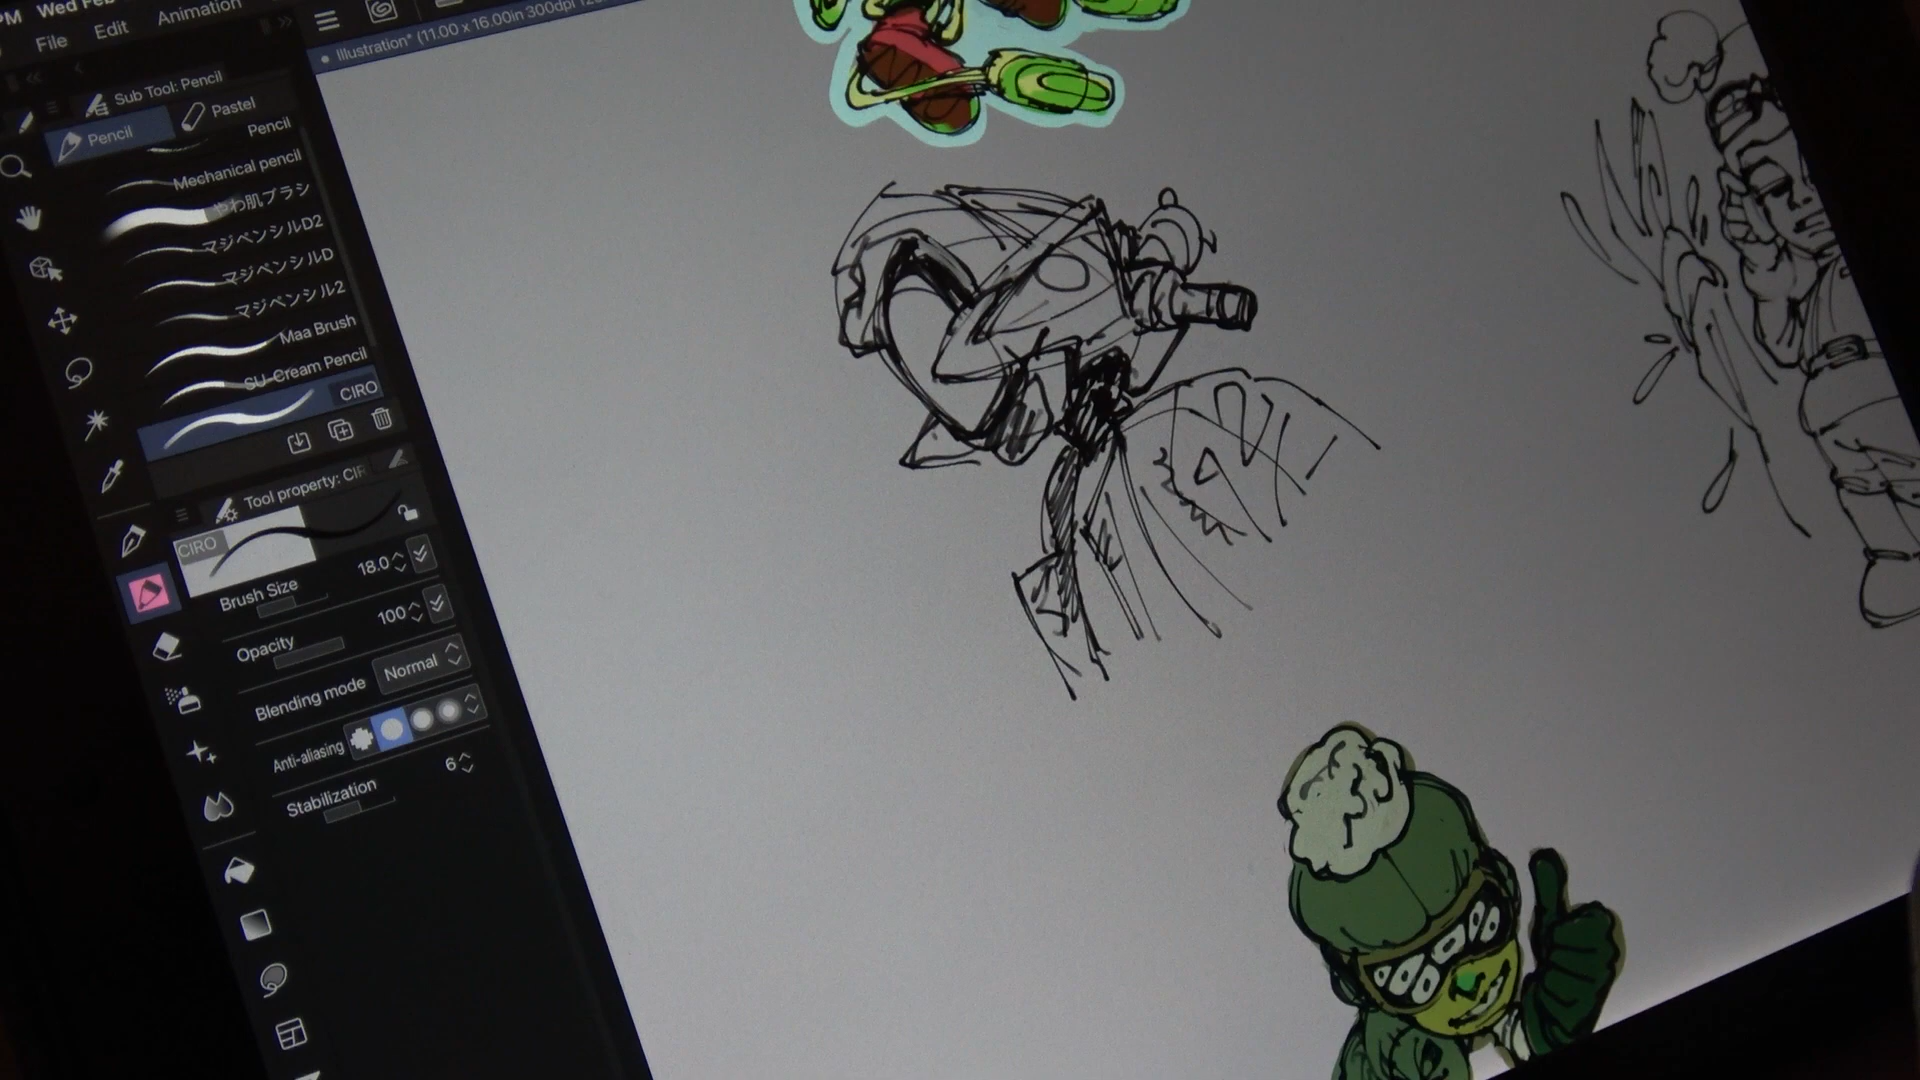 PM Wed Feb
File Edit Animation
Illustration* (11.00 x 16.00in 300dpi
Sub Tool: Pencil
Pencil Pastel
Pencil
Mechanical pencil
やわ肌ブラシ
マジペンシルD2
マジペンシルD
マジペンシル2
Maa Brush
SU-Cream Pencil
CIRO
Tool property: CIR
CIRO
Brush Size 18.0
Opacity 100
Blending mode Normal
Anti-aliasing
Stabilization 6